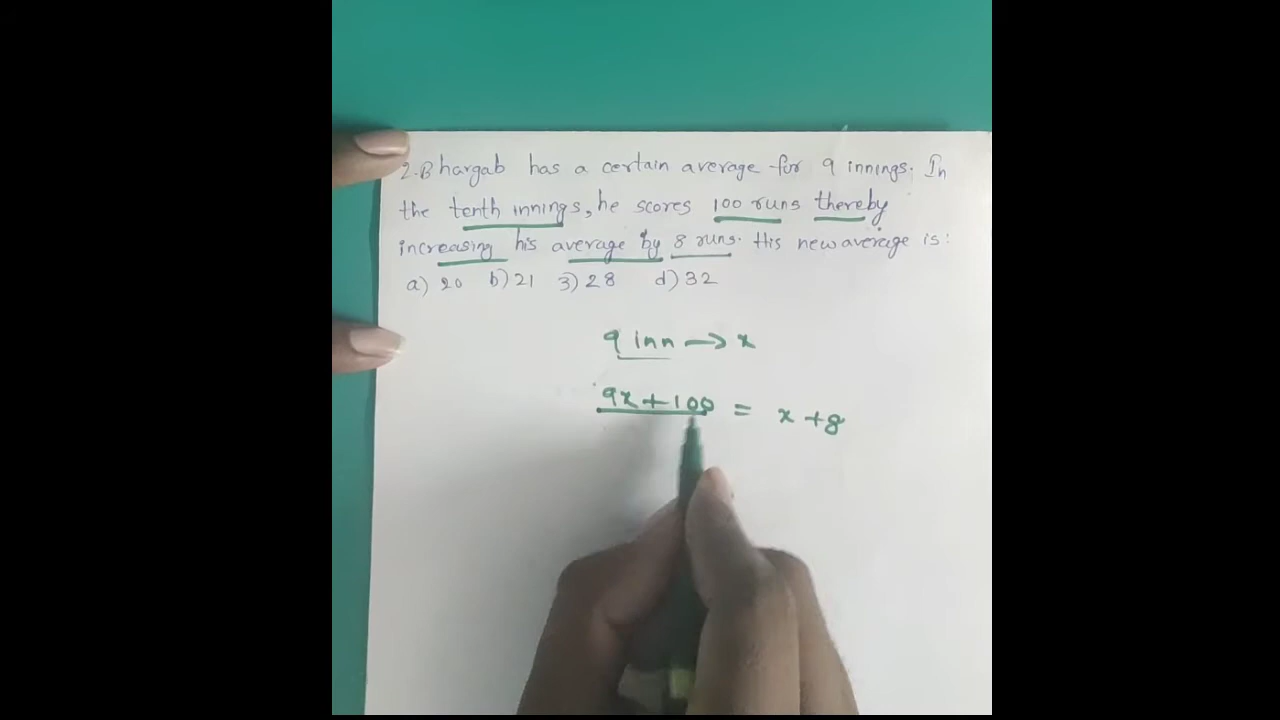 2. Bhargab has a certain average for 9 innings. In
the tenth innings, he scores 100 runs thereby
increasing his average by 8 runs. His new average is:
a) 20 b) 21 3) 28 d) 32
9 inn → x
9x+100 = x+8